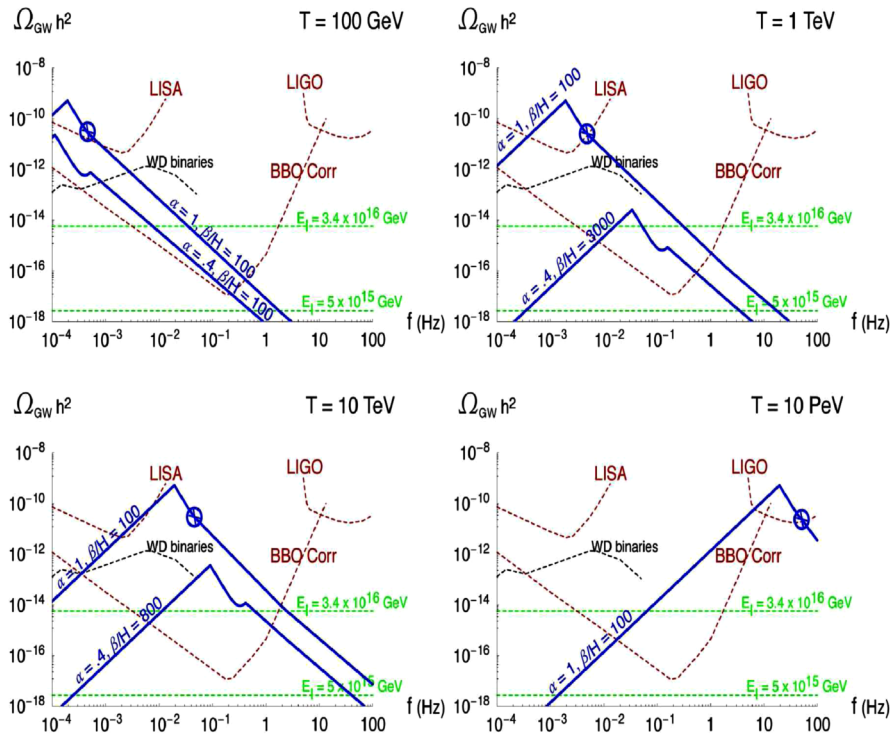 Ω_GW h²
T = 100 GeV
10⁻⁸
10⁻¹⁰
10⁻¹²
10⁻¹⁴
10⁻¹⁶
10⁻¹⁸
LISA
LIGO
WD binaries
BBO Corr
α = 1, β/H = 100
α = .4, β/H = 100
E_I = 3.4 x 10¹⁶ GeV
E_I = 5 x 10¹⁵ GeV
10⁻⁴ 10⁻³ 10⁻² 10⁻¹ 1 10 100 f (Hz)
Ω_GW h²
T = 1 TeV
10⁻⁸
10⁻¹⁰
10⁻¹²
10⁻¹⁴
10⁻¹⁶
10⁻¹⁸
α = 1, β/H = 100
LISA
LIGO
WD binaries
BBO Corr
α = .4, β/H = 3000
E_I = 3.4 x 10¹⁶ GeV
E_I = 5 x 10¹⁵ GeV
10⁻⁴ 10⁻³ 10⁻² 10⁻¹ 1 10 100 f (Hz)
Ω_GW h²
T = 10 TeV
10⁻⁸
10⁻¹⁰
10⁻¹²
10⁻¹⁴
10⁻¹⁶
10⁻¹⁸
LISA
LIGO
α = 1, β/H = 100
WD binaries
BBO Corr
α = .4, β/H = 800
E_I = 3.4 x 10¹⁶ GeV
E_I = 5 x 10¹⁵ GeV
10⁻⁴ 10⁻³ 10⁻² 10⁻¹ 1 10 100 f (Hz)
Ω_GW h²
T = 10 PeV
10⁻⁸
10⁻¹⁰
10⁻¹²
10⁻¹⁴
10⁻¹⁶
10⁻¹⁸
LISA
LIGO
WD binaries
BBO Corr
α = 1, β/H = 100
E_I = 3.4 x 10¹⁶ GeV
E_I = 5 x 10¹⁵ GeV
10⁻⁴ 10⁻³ 10⁻² 10⁻¹ 1 10 100 f (Hz)